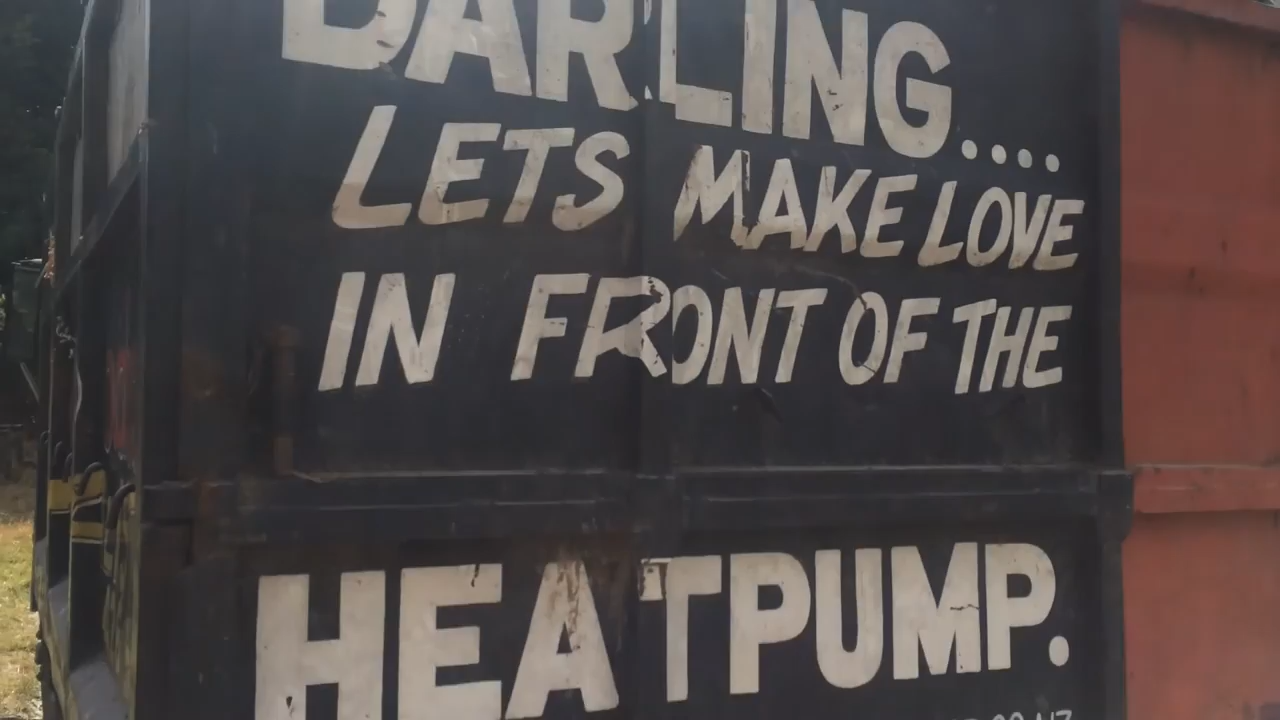 DARLING....
LETS MAKE LOVE
IN FRONT OF THE
HEATPUMP.